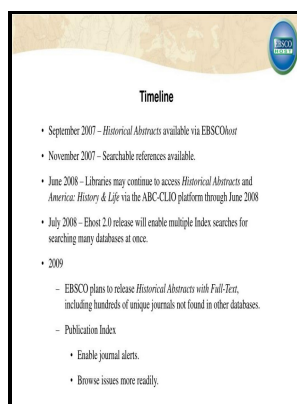 EBSCO
HOST
Timeline
• September 2007 – Historical Abstracts available via EBSCOhost
• November 2007 – Searchable references available.
• June 2008 – Libraries may continue to access Historical Abstracts and
America: History & Life via the ABC-CLIO platform through June 2008
• July 2008 – Ehost 2.0 release will enable multiple Index searches for
searching many databases at once.
• 2009
– EBSCO plans to release Historical Abstracts with Full-Text,
including hundreds of unique journals not found in other databases.
– Publication Index
• Enable journal alerts.
• Browse issues more readily.